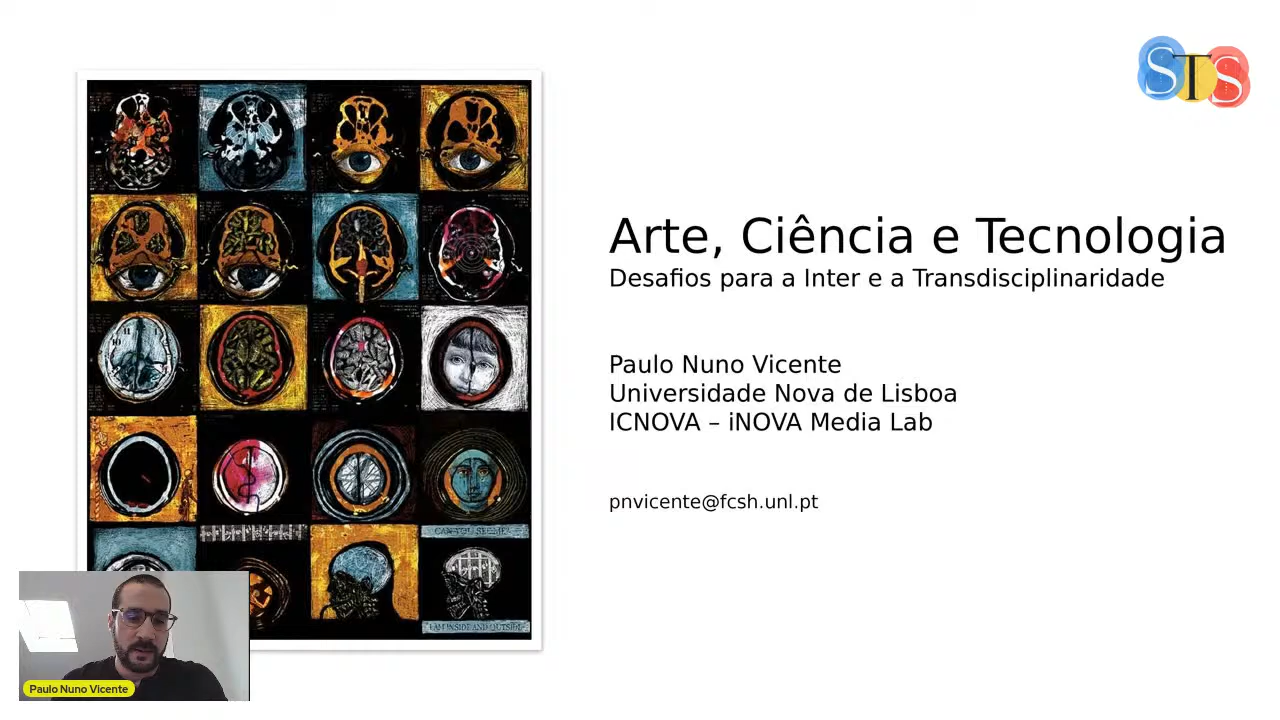 STS
Arte, Ciência e Tecnologia
Desafios para a Inter e a Transdisciplinaridade
Paulo Nuno Vicente
Universidade Nova de Lisboa
ICNOVA – iNOVA Media Lab
pnvicente@fcsh.unl.pt
CAN YOU SEE ME?
I AM INSIDE AND OUTSIDE
Paulo Nuno Vicente